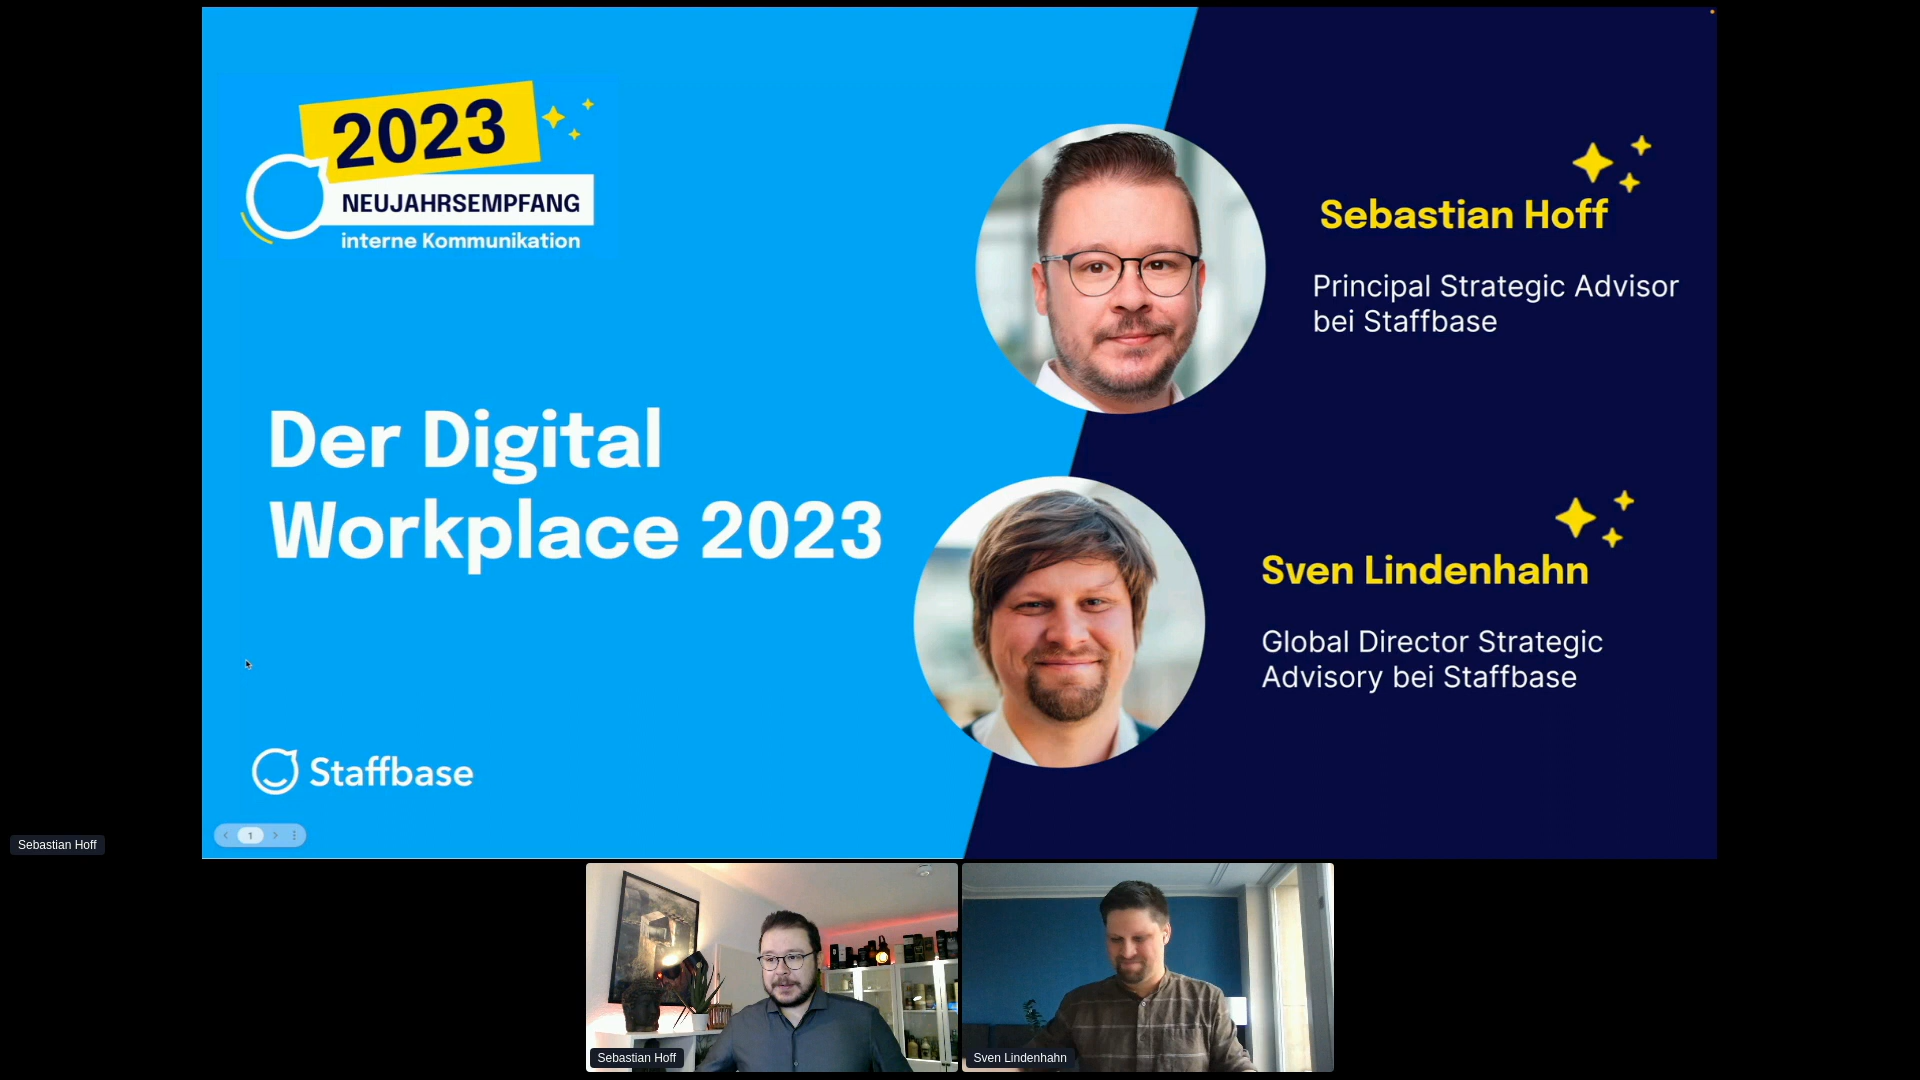 2023
NEUJAHRSEMPFANG
interne Kommunikation
Der Digital
Workplace 2023
Staffbase
1
Sebastian Hoff
Principal Strategic Advisor
bei Staffbase
Sven Lindenhahn
Global Director Strategic
Advisory bei Staffbase
Sebastian Hoff
Sebastian Hoff
Sven Lindenhahn